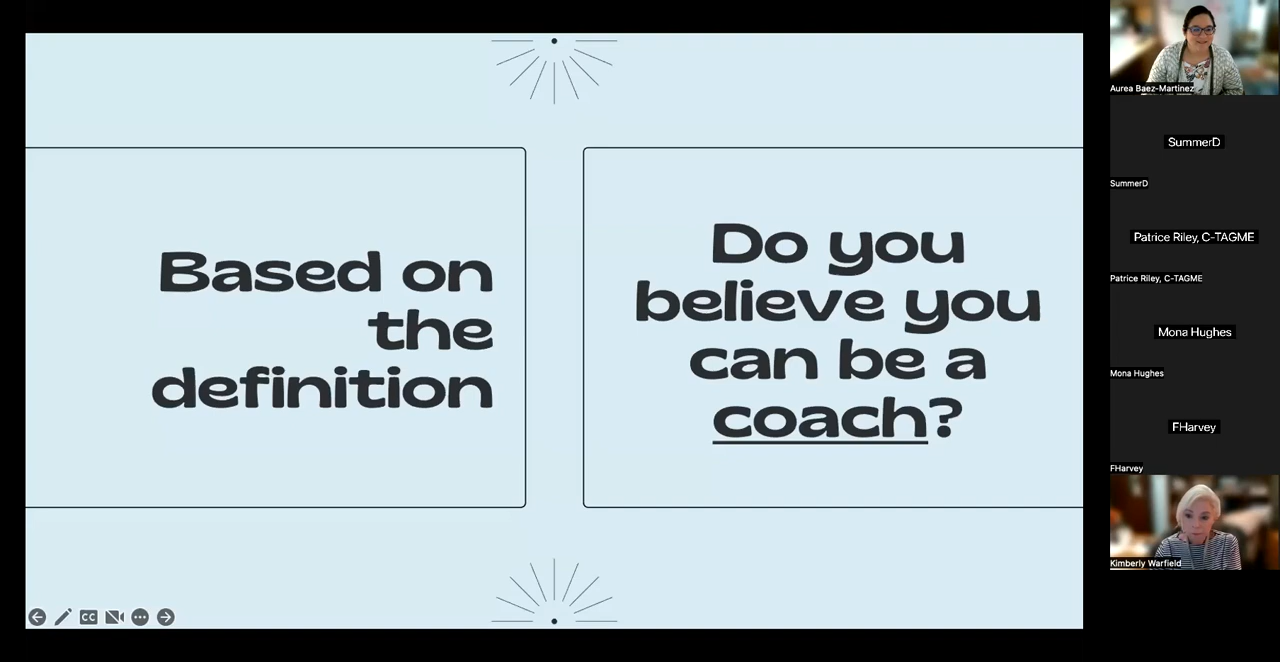 Based on
the
definition
Do you
believe you
can be a
coach?
CC
Aurea Baez-Martinez
SummerD
SummerD
Patrice Riley, C-TAGME
Patrice Riley, C-TAGME
Mona Hughes
Mona Hughes
FHarvey
FHarvey
Kimberly Warfield